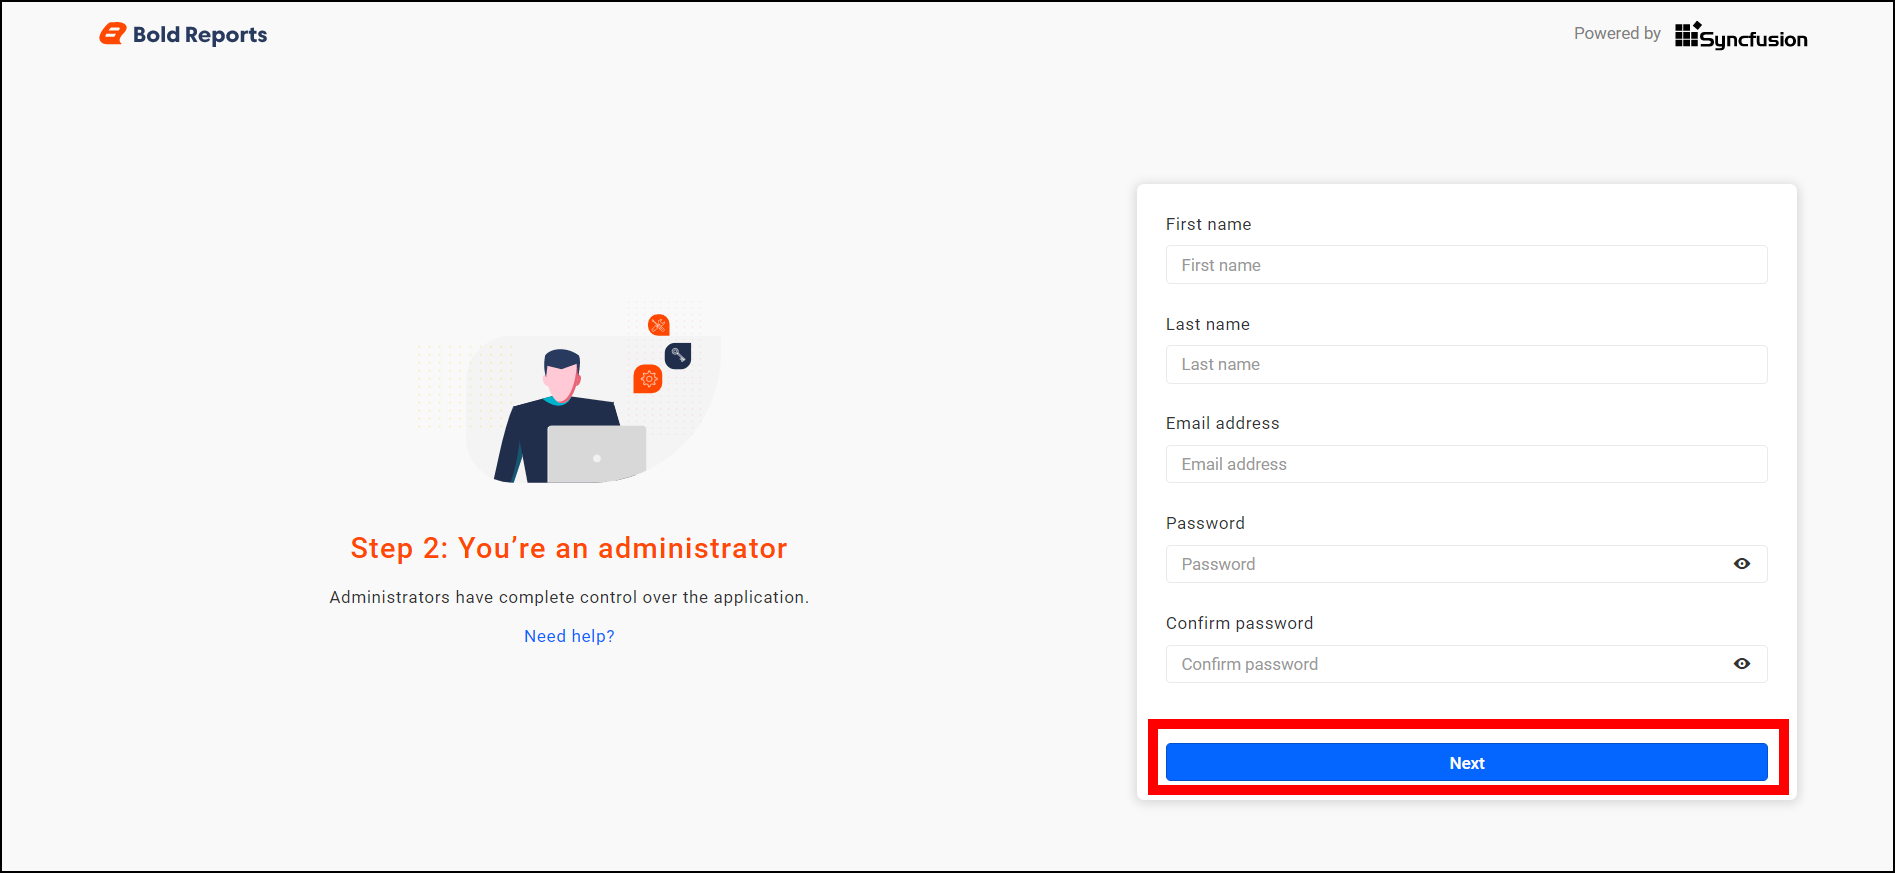 Bold Reports
Powered by Syncfusion
Step 2: You’re an administrator
Administrators have complete control over the application.
Need help?
First name
First name
Last name
Last name
Email address
Email address
Password
Password
Confirm password
Confirm password
Next